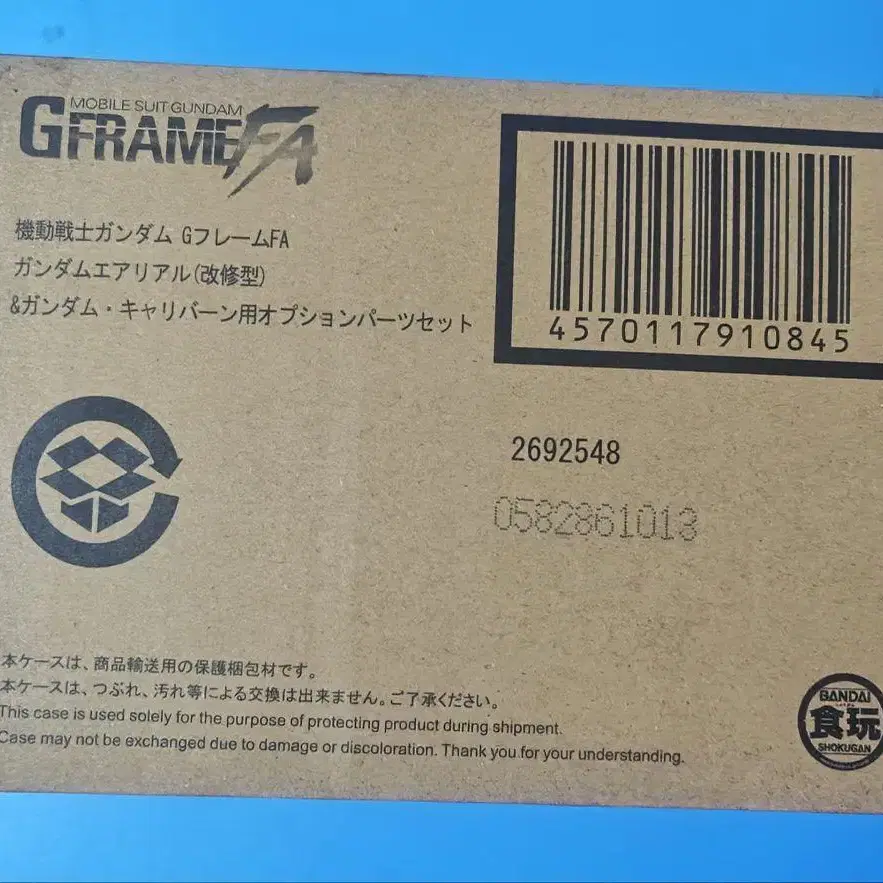 MOBILE SUIT GUNDAM
GFRAMEFA
機動戦士ガンダム GフレームFA
ガンダムエアリアル(改修型)
&ガンダム・キャリバーン用オプションパーツセット
4570117910845
2692548
0582861013
本ケースは、商品輸送用の保護梱包材です。
本ケースは、つぶれ、汚れ等による交換は出来ません。ご了承ください。
This case is used solely for the purpose of protecting product during shipment.
Case may not be exchanged due to damage or discoloration. Thank you for your understanding.
BANDAI
食玩
SHOKUGAN